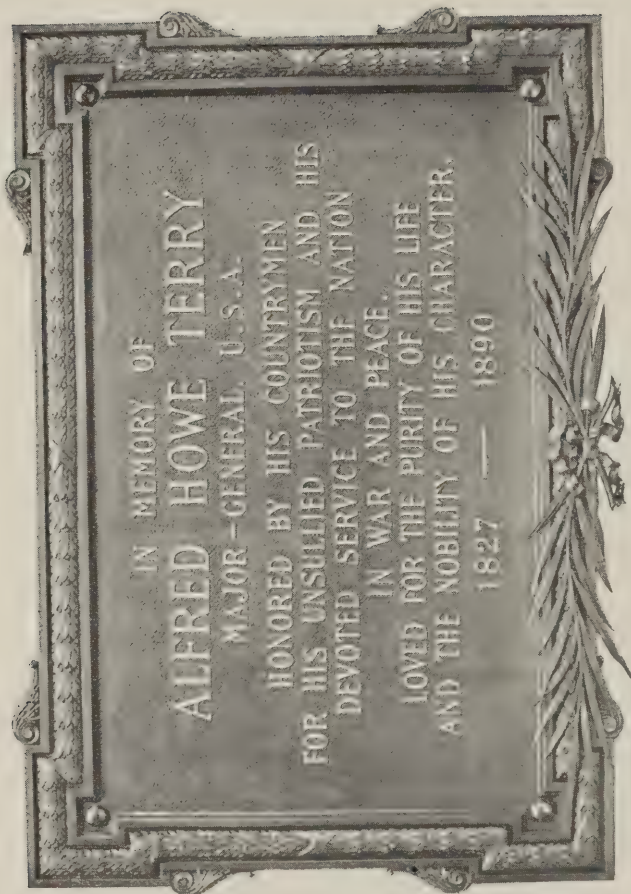 IN MEMORY OF
ALFRED HOWE TERRY
MAJOR-GENERAL U.S.A.
HONORED BY HIS COUNTRYMEN
FOR HIS UNSULLIED PATRIOTISM AND HIS
DEVOTED SERVICE TO THE NATION
IN WAR AND PEACE.
LOVED FOR THE PURITY OF HIS LIFE
AND THE NOBILITY OF HIS CHARACTER.
1827 — 1890